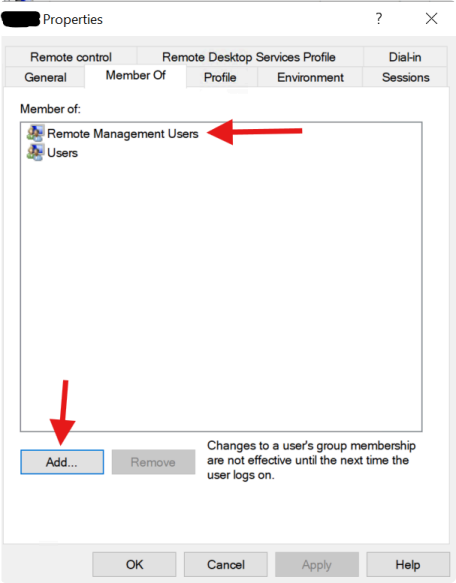 Properties
?
Remote control
Remote Desktop Services Profile
Dial-in
General
Member Of
Profile
Environment
Sessions
Member of:
Remote Management Users
Users
Add...
Remove
Changes to a user's group membership
are not effective until the next time the
user logs on.
OK
Cancel
Apply
Help